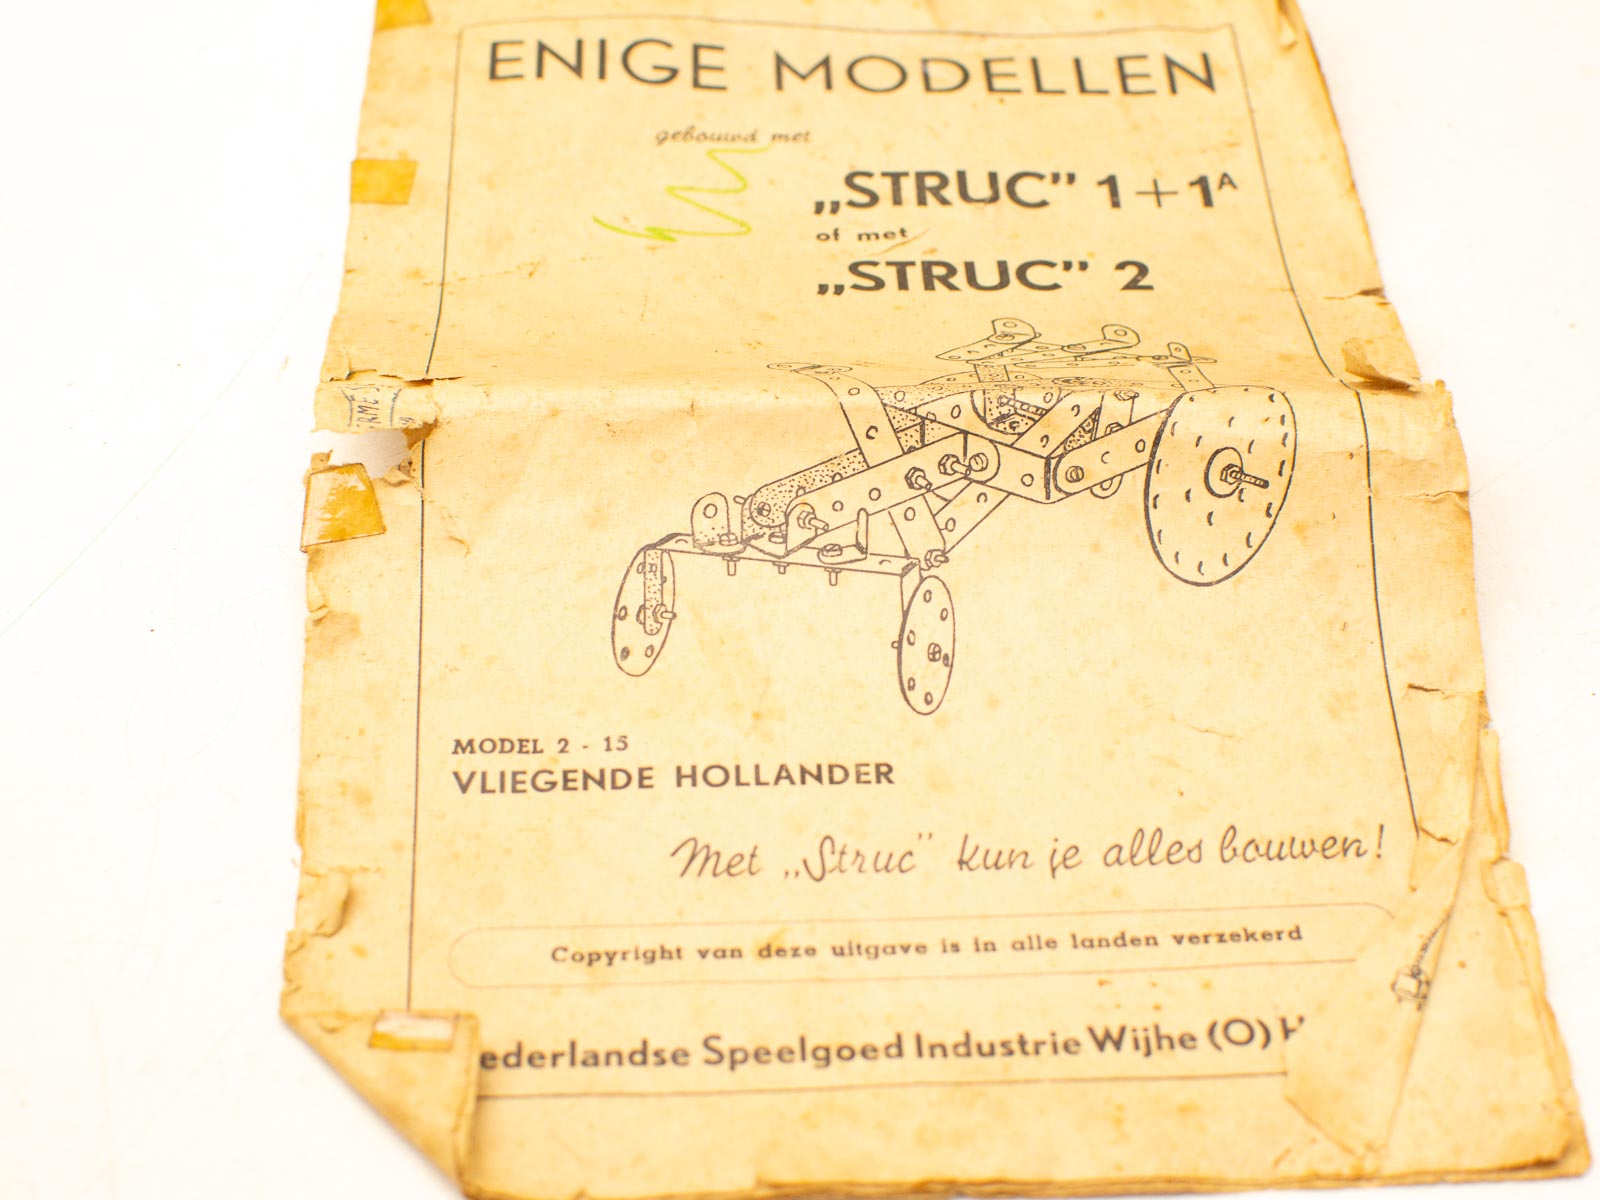 ENIGE MODELLEN
gebouwd met
„STRUC” 1+1A
of met
„STRUC” 2
MODEL 2 - 15
VLIEGENDE HOLLANDER
Met „Struc” kun je alles bouwen!
Copyright van deze uitgave is in alle landen verzekerd
ederlandse Speelgoed Industrie Wijhe (O)